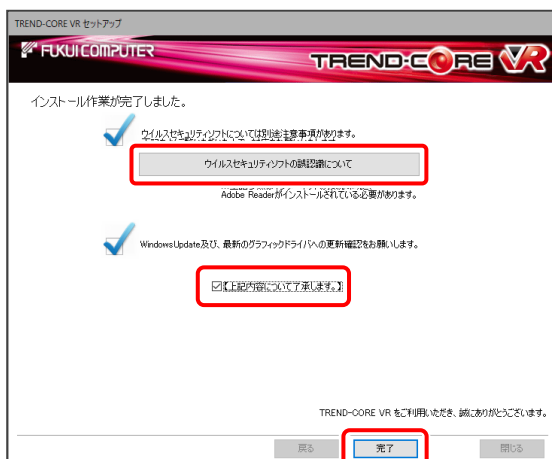 TREND-CORE VR セットアップ
FUKUI COMPUTER
TREND-CORE VR
インストール作業が完了しました。
ウイルスセキュリティソフトについては別途注意事項があります。
ウイルスセキュリティソフトの誤認識について
Adobe Readerがインストールされている必要があります。
WindowsUpdate及び、最新のグラフィックドライバへの更新確認をお願いします。
【上記内容について了承します。】
TREND-CORE VR をご利用いただき、誠にありがとうございます。
戻る
完了
閉じる